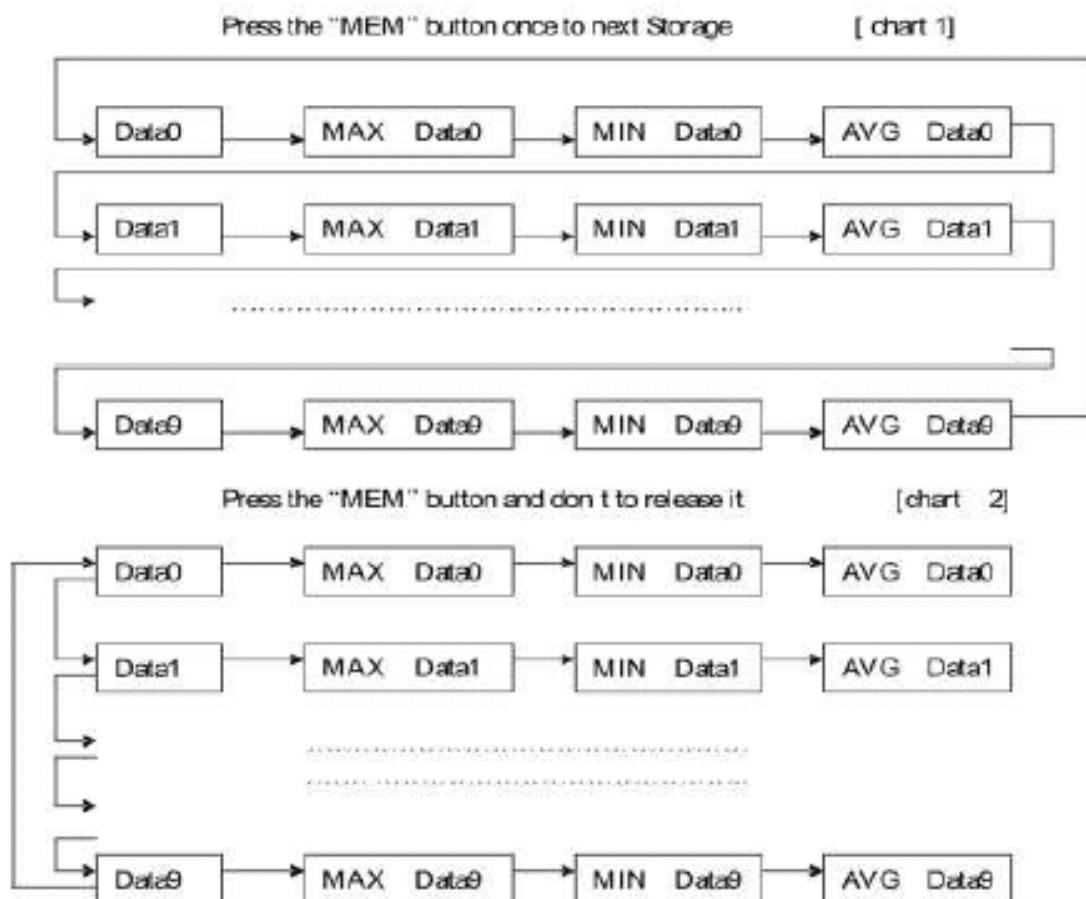 Press the "MEM" button once to next Storage [ chart 1]
Data0 MAX Data0 MIN Data0 AVG Data0
Data1 MAX Data1 MIN Data1 AVG Data1
Data9 MAX Data9 MIN Data9 AVG Data9
Press the "MEM" button and don t to release it [chart 2]
Data0 MAX Data0 MIN Data0 AVG Data0
Data1 MAX Data1 MIN Data1 AVG Data1
Data9 MAX Data9 MIN Data9 AVG Data9